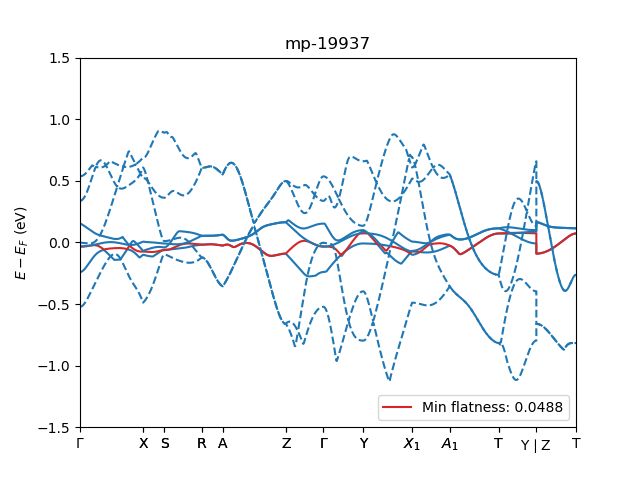 mp-19937
1.5
1.0
0.5
0.0
−0.5
−1.0
−1.5
E − E_F (eV)
Min flatness: 0.0488
Γ X S R A Z Γ Y X₁ A₁ T Y | Z T